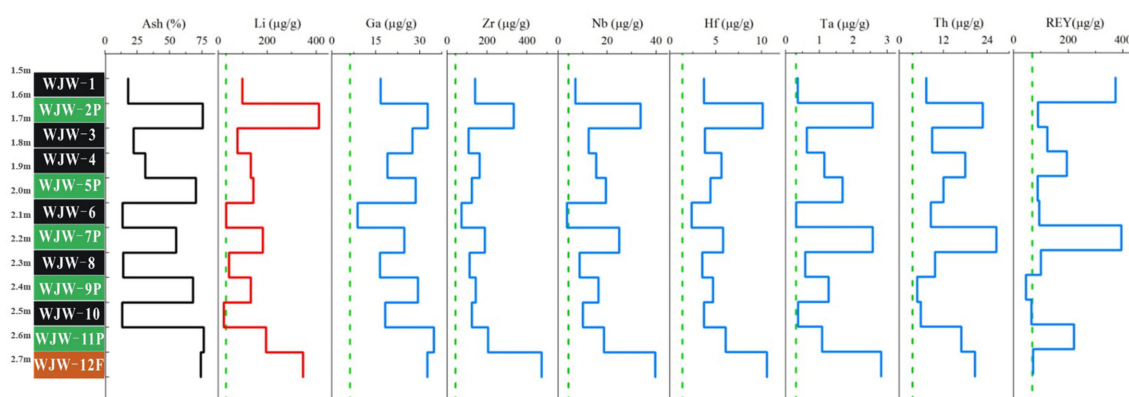 Ash (%) Li (μg/g) Ga (μg/g) Zr (μg/g) Nb (μg/g) Hf (μg/g) Ta (μg/g) Th (μg/g) REY(μg/g)
0 25 50 75 200 400 15 30 0 200 400 600 0 20 40 0 5 10 0 1 2 3 0 12 24 0 200 400
1.5m
WJW-1
1.6m
WJW-2P
1.7m
WJW-3
1.8m
WJW-4
1.9m
WJW-5P
2.0m
WJW-6
2.1m
WJW-7P
2.2m
WJW-8
2.3m
WJW-9P
2.4m
WJW-10
2.5m
WJW-11P
2.6m
WJW-12F
2.7m